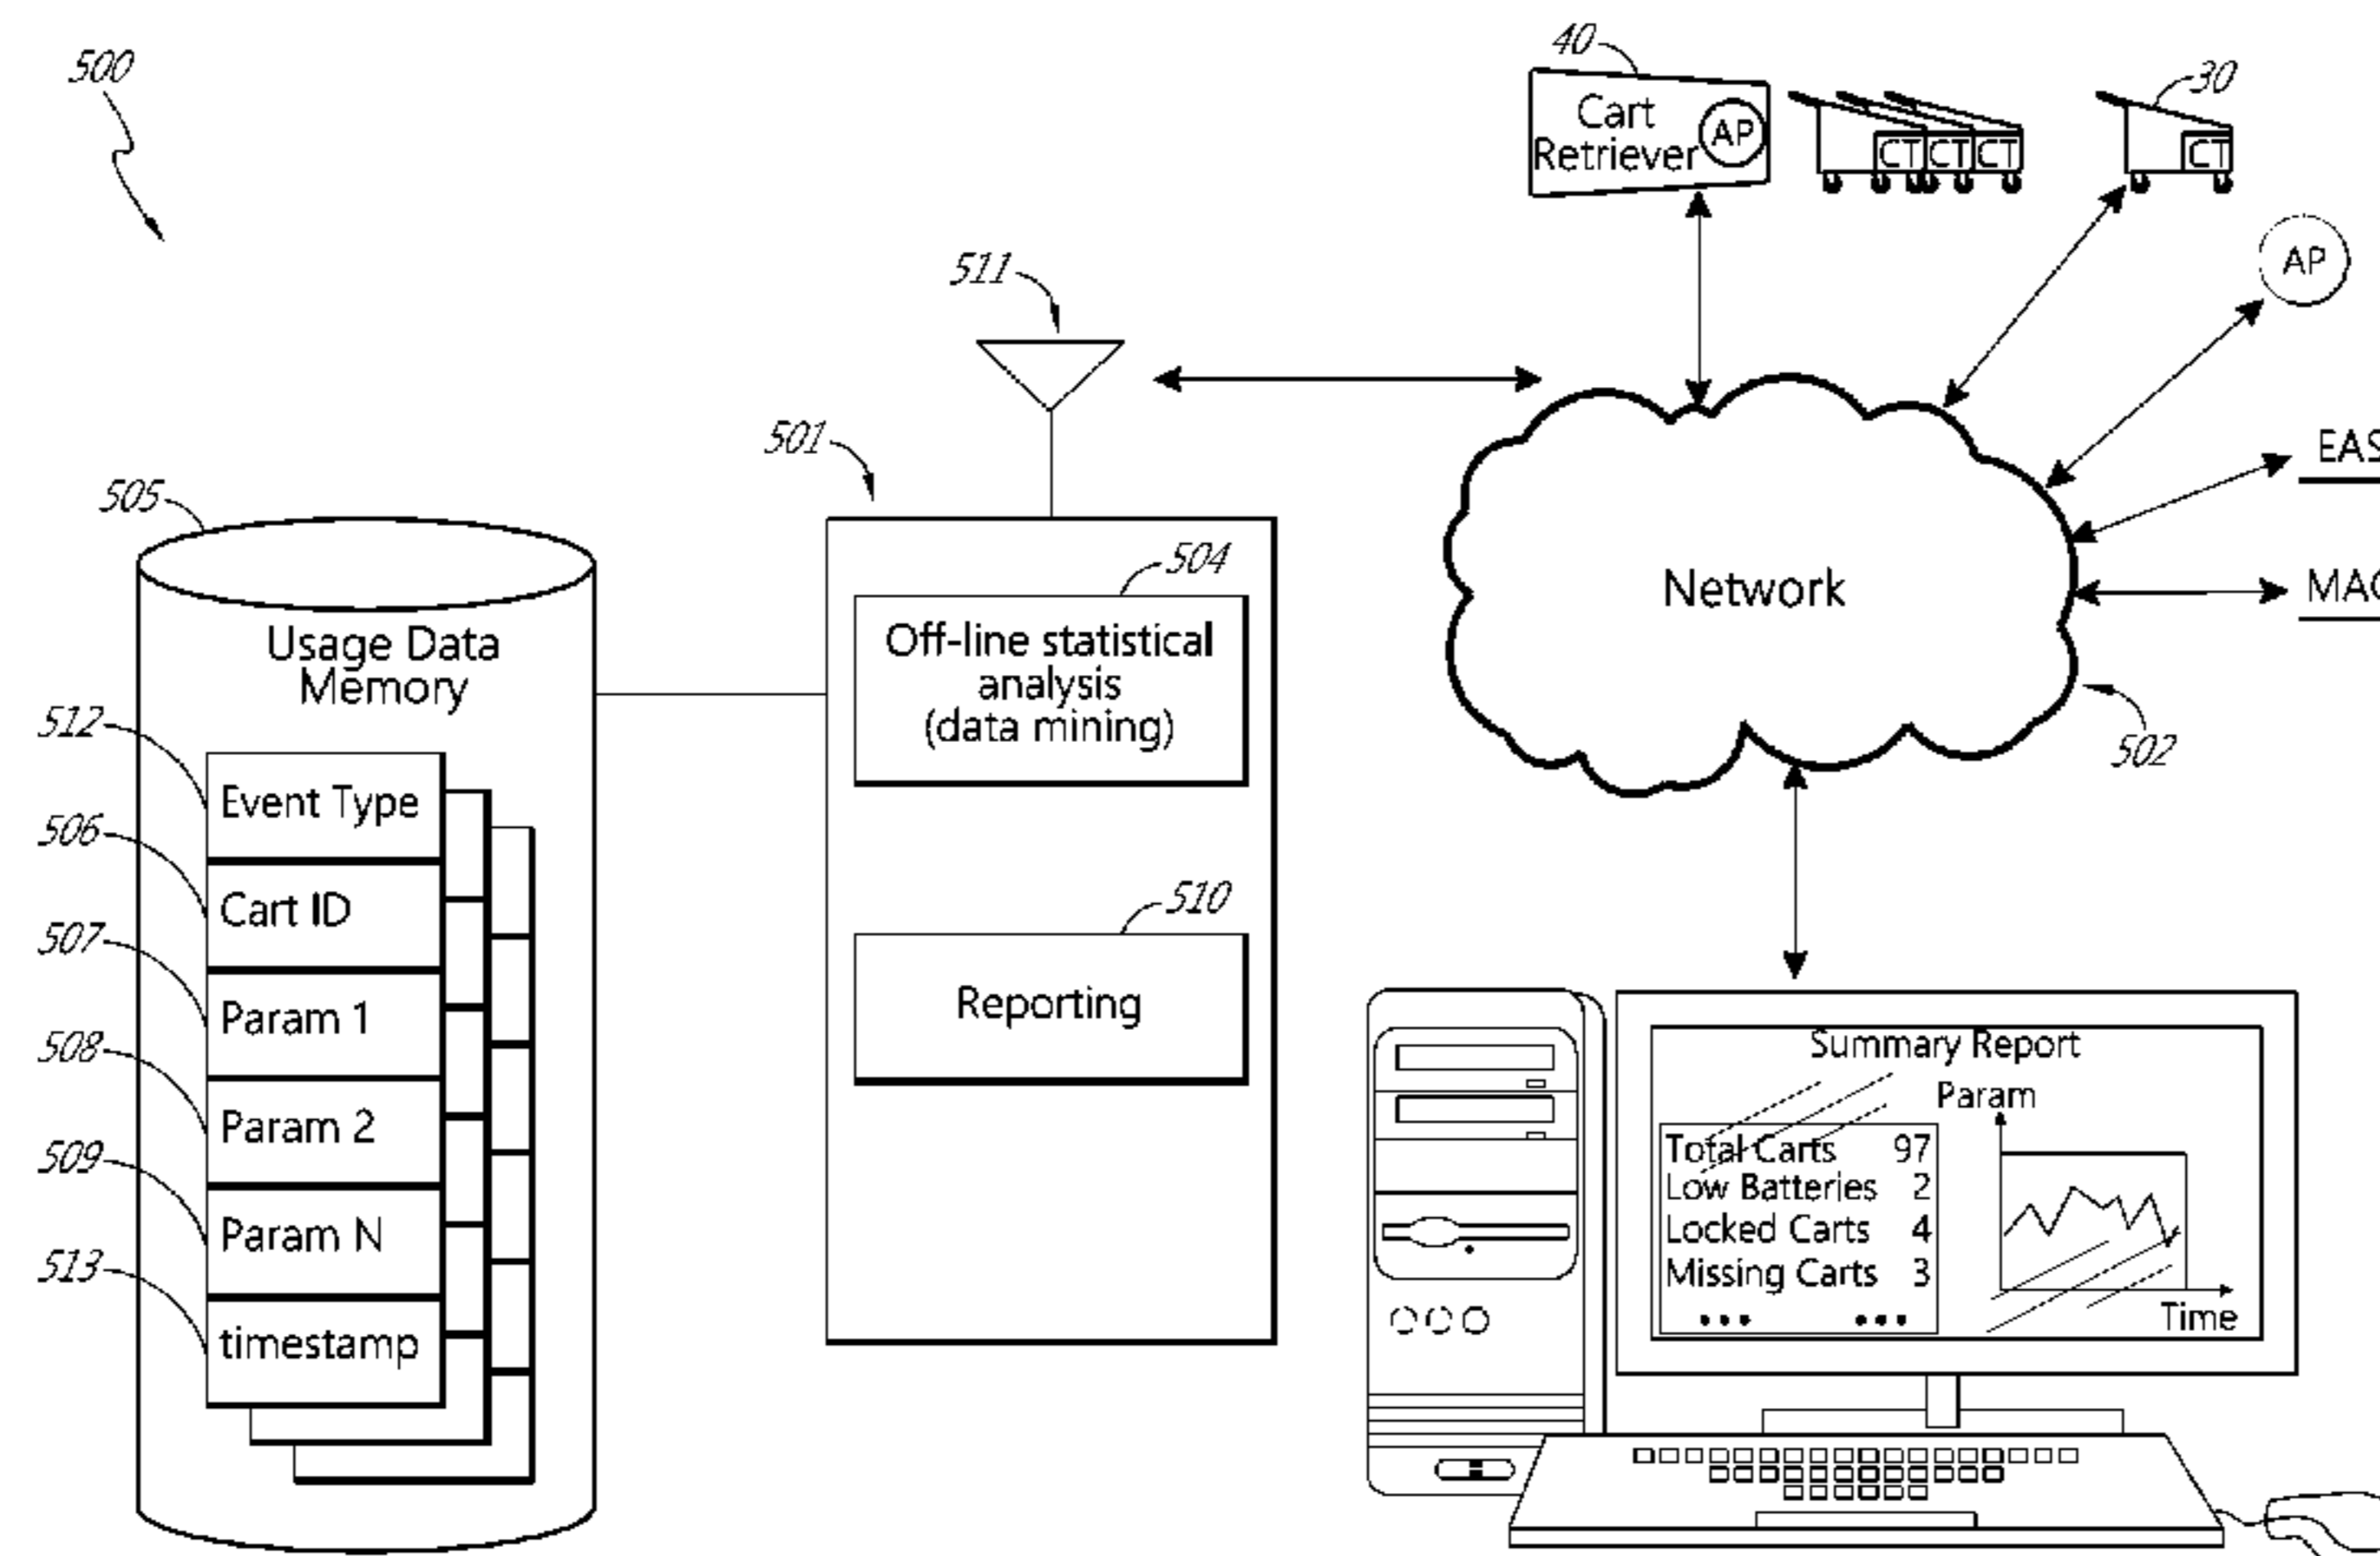 500
40
30
Cart
Retriever
AP
CT CT CT
CT
AP
511
501
EAS
505
504
Network
Off-line statistical
analysis
(data mining)
MAC
Usage Data
Memory
512
502
Event Type
506
Cart ID
510
507
Reporting
Param 1
508
Summary Report
Param 2
Param
509
Total Carts 97
Low Batteries 2
Param N
Locked Carts 4
513
Missing Carts 3
timestamp
••• •••
Time